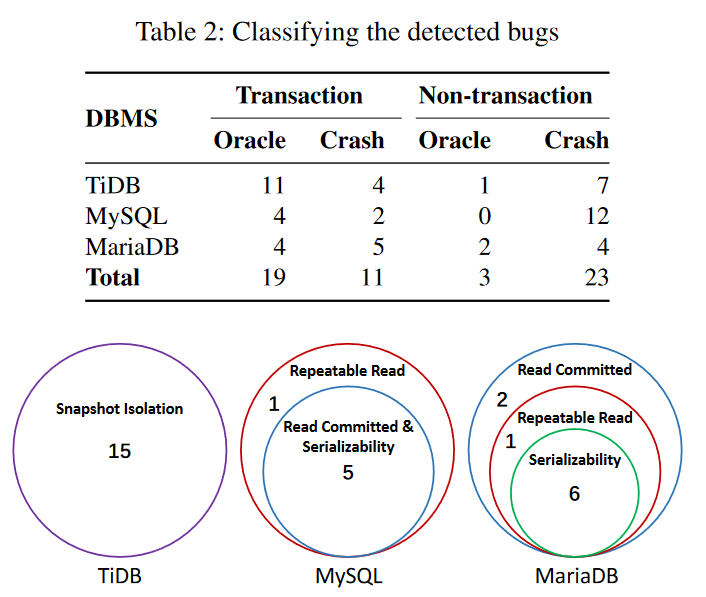 Table 2: Classifying the detected bugs
DBMS Transaction Non-transaction
Oracle Crash Oracle Crash
TiDB 11 4 1 7
MySQL 4 2 0 12
MariaDB 4 5 2 4
Total 19 11 3 23
Snapshot Isolation
15
TiDB
Repeatable Read
1
Read Committed &
Serializability
5
MySQL
Read Committed
2
Repeatable Read
1
Serializability
6
MariaDB